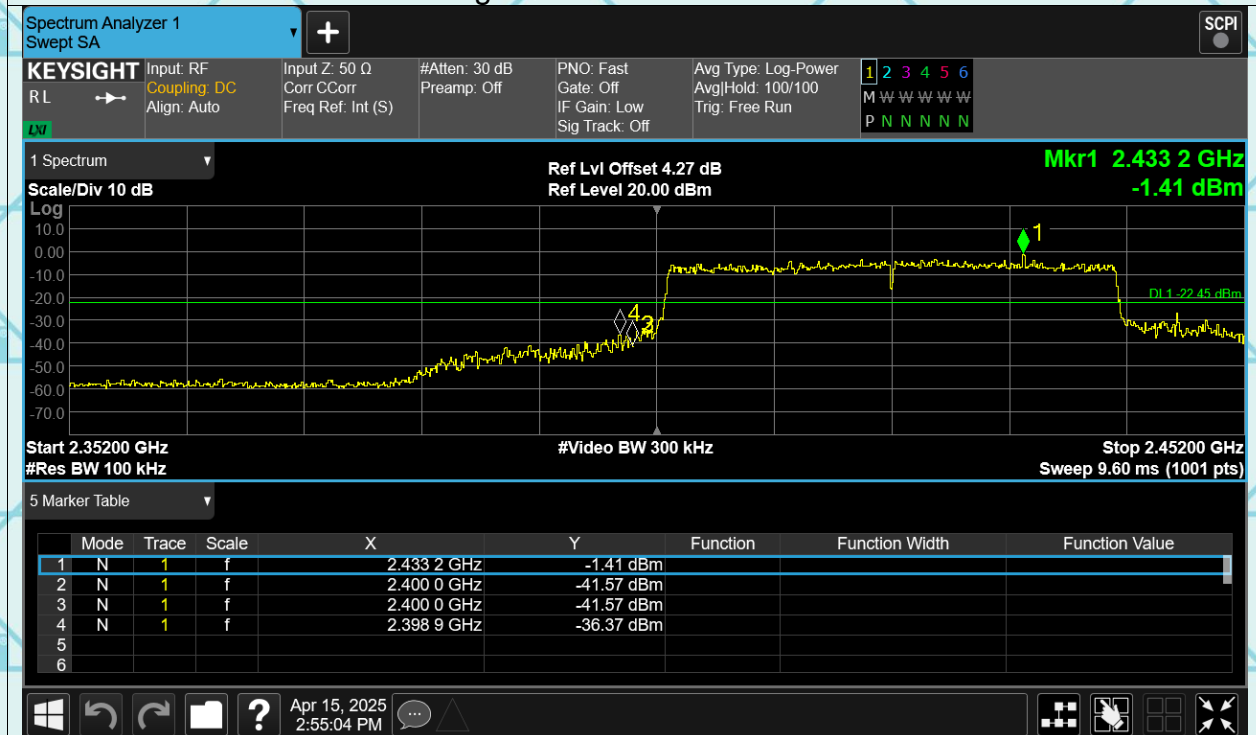 Spectrum Analyzer 1
Swept SA
+
SCPI
KEYSIGHT Input: RF Input Z: 50 Ω #Atten: 30 dB PNO: Fast Avg Type: Log-Power 1 2 3 4 5 6
RL Coupling: DC Corr CCorr Preamp: Off Gate: Off Avg|Hold: 100/100 M W W W W W
Align: Auto Freq Ref: Int (S) IF Gain: Low Trig: Free Run P N N N N N N
LXI Sig Track: Off
1 Spectrum Ref Lvl Offset 4.27 dB Mkr1 2.433 2 GHz
Scale/Div 10 dB Ref Level 20.00 dBm -1.41 dBm
Log
10.0
0.00
-10.0
-20.0
-30.0
-40.0
-50.0
-60.0
-70.0
1
DL1 -22.45 dBm
4
Start 2.35200 GHz #Video BW 300 kHz Stop 2.45200 GHz
#Res BW 100 kHz Sweep 9.60 ms (1001 pts)
5 Marker Table
Mode Trace Scale X Y Function Function Width Function Value
1 N 1 f 2.433 2 GHz -1.41 dBm
2 N 1 f 2.400 0 GHz -41.57 dBm
3 N 1 f 2.400 0 GHz -41.57 dBm
4 N 1 f 2.398 9 GHz -36.37 dBm
5
6
? Apr 15, 2025
2:55:04 PM